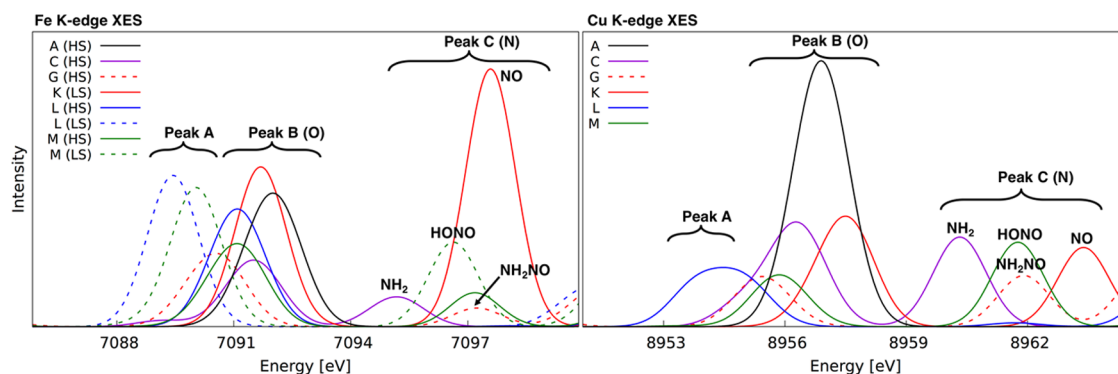 Fe K-edge XES
A (HS)
C (HS)
G (HS)
K (LS)
L (HS)
L (LS)
M (HS)
M (LS)
Peak A
Peak B (O)
Peak C (N)
NO
HONO
NH2NO
NH2
Intensity
7088
7091
7094
7097
Energy [eV]
Cu K-edge XES
A
C
G
K
L
M
Peak B (O)
Peak A
Peak C (N)
NH2
HONO
NO
NH2NO
8953
8956
8959
8962
Energy [eV]